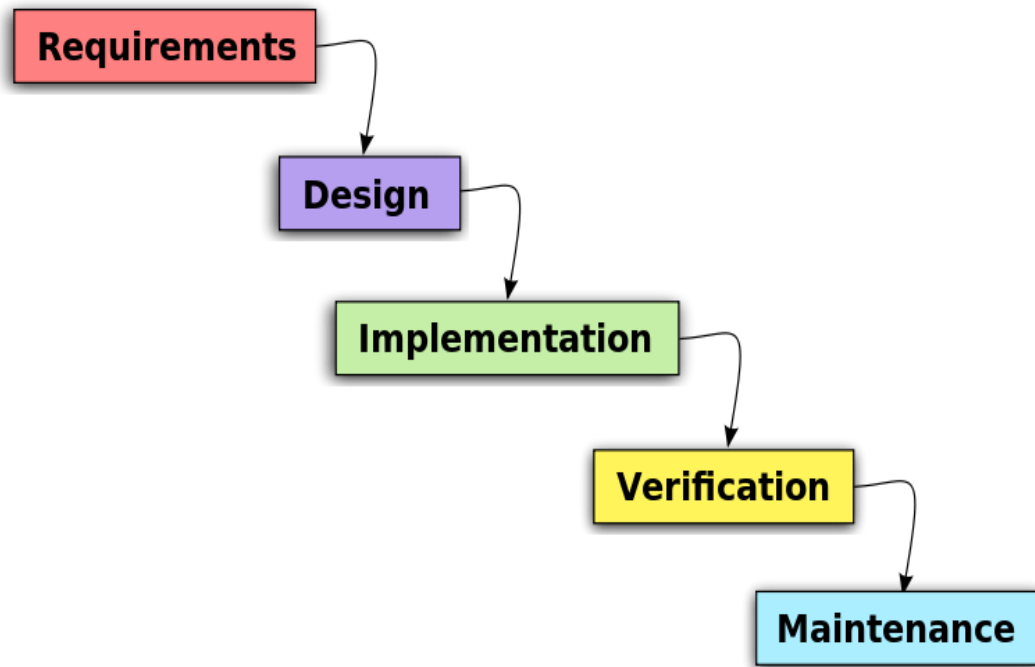 Requirements
Design
Implementation
Verification
Maintenance